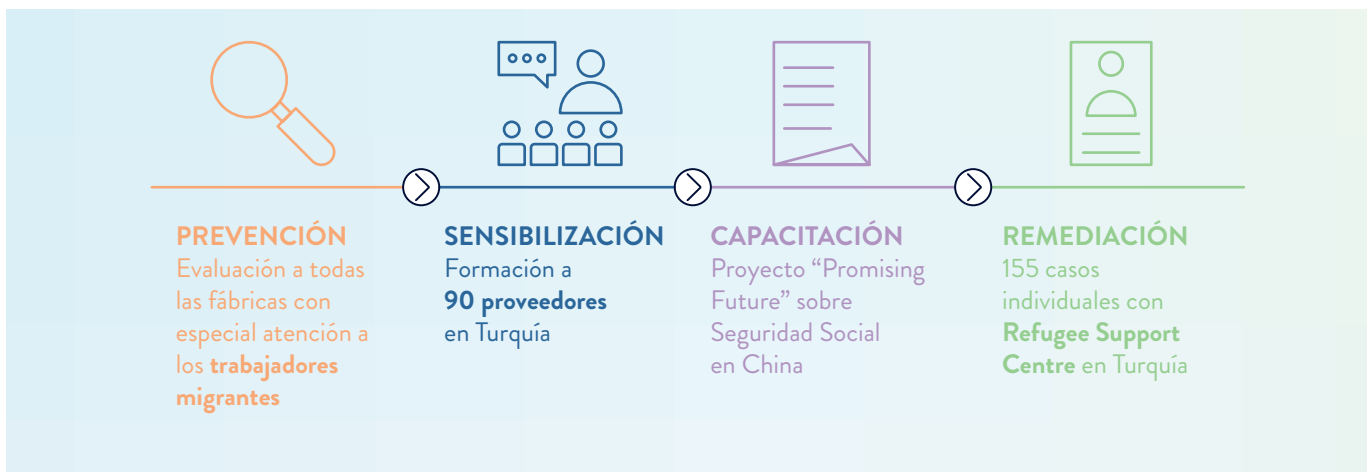 PREVENCIÓN
Evaluación a todas
las fábricas con
especial atención a
los trabajadores
migrantes
SENSIBILIZACIÓN
Formación a
90 proveedores
en Turquía
CAPACITACIÓN
Proyecto “Promising
Future” sobre
Seguridad Social
en China
REMEDIACIÓN
155 casos
individuales con
Refugee Support
Centre en Turquía